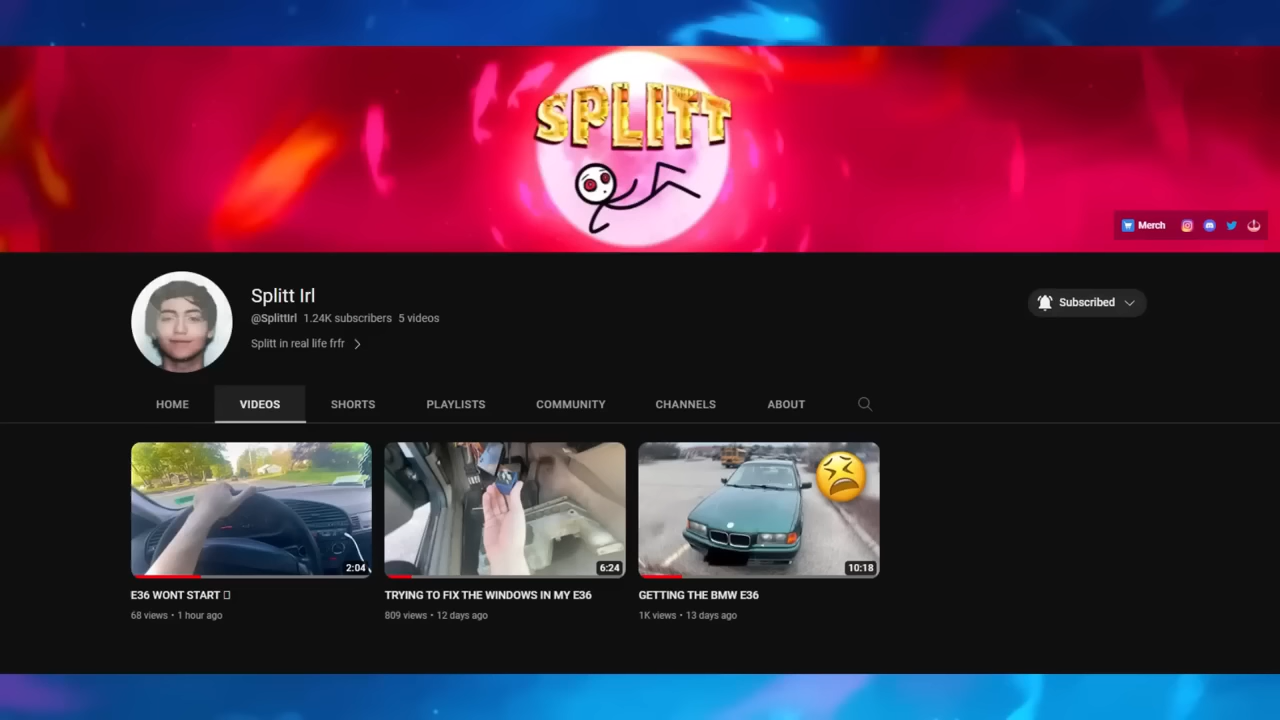 SPLITT
Merch
Splitt Irl
@SplittIrl 1.24K subscribers 5 videos
Splitt in real life frfr
Subscribed
HOME VIDEOS SHORTS PLAYLISTS COMMUNITY CHANNELS ABOUT
2:04 6:24 10:18
E36 WONT START TRYING TO FIX THE WINDOWS IN MY E36 GETTING THE BMW E36
68 views • 1 hour ago 809 views • 12 days ago 1K views • 13 days ago